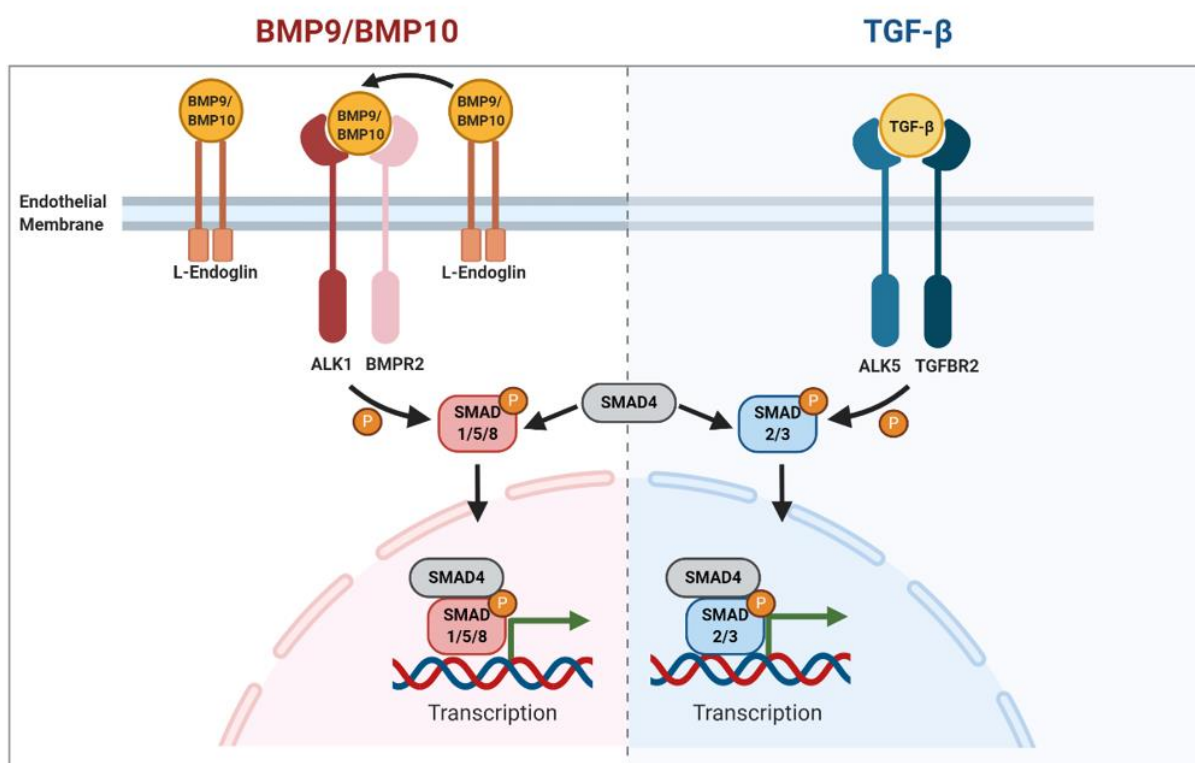 BMP9/BMP10
TGF-β
BMP9/
BMP10
BMP9/
BMP10
BMP9/
BMP10
TGF-β
Endothelial
Membrane
L-Endoglin
L-Endoglin
ALK1
BMPR2
ALK5
TGFBR2
P
SMAD
1/5/8
P
SMAD4
SMAD
2/3
P
P
SMAD4
SMAD
1/5/8
P
SMAD4
SMAD
2/3
P
Transcription
Transcription